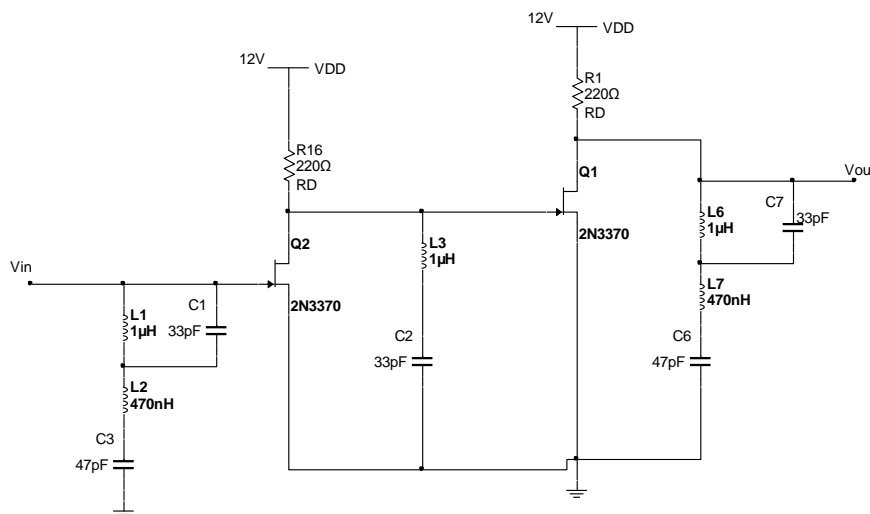 12V
VDD
R1
220Ω
RD
12V
VDD
R16
220Ω
RD
Q1
2N3370
Vou
C7
33pF
L6
1µH
L7
470nH
C6
47pF
L3
1µH
C2
33pF
Q2
2N3370
Vin
C1
33pF
L1
1µH
L2
470nH
C3
47pF